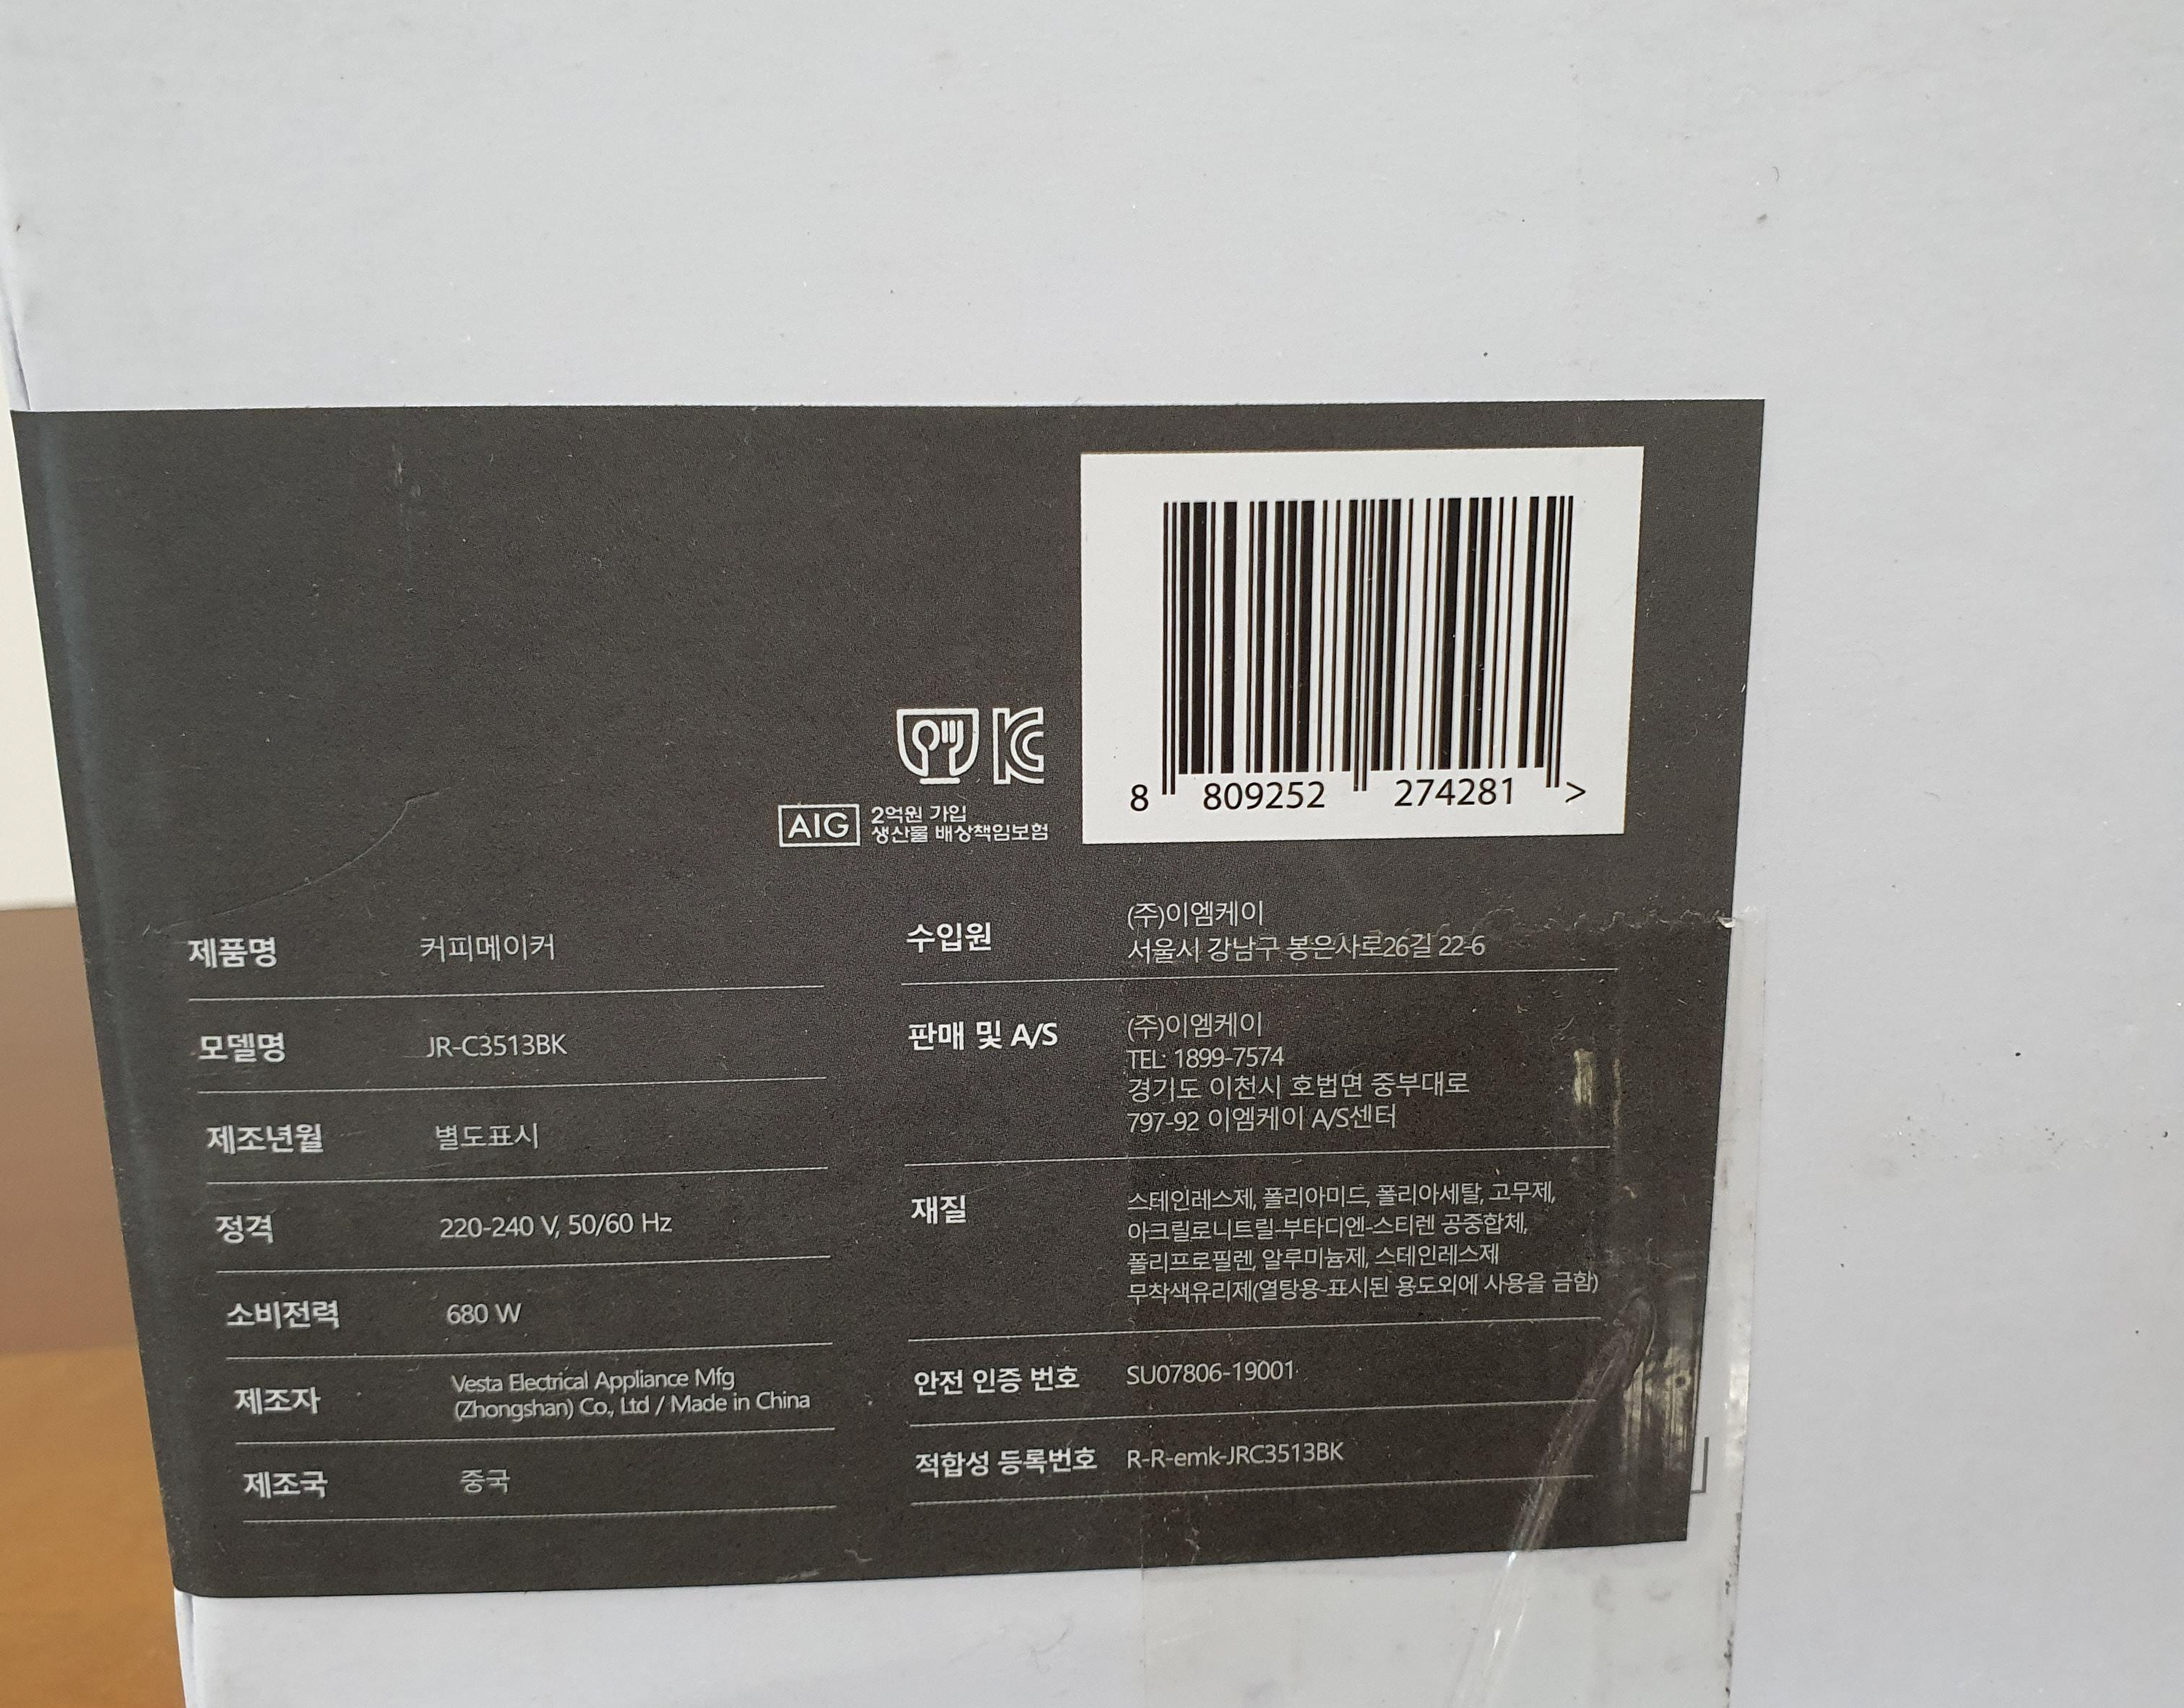 8 809252 274281 >
AIG 2억원 가입
생산물 배상책임보험
제품명 커피메이커
모델명 JR-C3513BK
제조년월 별도표시
정격 220-240 V, 50/60 Hz
소비전력 680 W
제조자 Vesta Electrical Appliance Mfg
(Zhongshan) Co., Ltd / Made in China
제조국 중국
수입원 (주)이엠케이
서울시 강남구 봉은사로26길 22-6
판매 및 A/S (주)이엠케이
TEL: 1899-7574
경기도 이천시 호법면 중부대로
797-92 이엠케이 A/S센터
재질 스테인레스제, 폴리아미드, 폴리아세탈, 고무제,
아크릴로니트릴-부타디엔-스티렌 공중합체,
폴리프로필렌, 알루미늄제, 스테인레스제
무착색유리제(열탕용-표시된 용도외에 사용을 금함)
안전 인증 번호 SU07806-19001
적합성 등록번호 R-R-emk-JRC3513BK